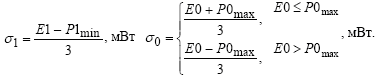 σ₁ = (E1 − P1min)/3, мВт σ₀ = { (E0 + P0max)/3, E0 ≤ P0max
(E0 − P0max)/3, E0 > P0max , мВт.